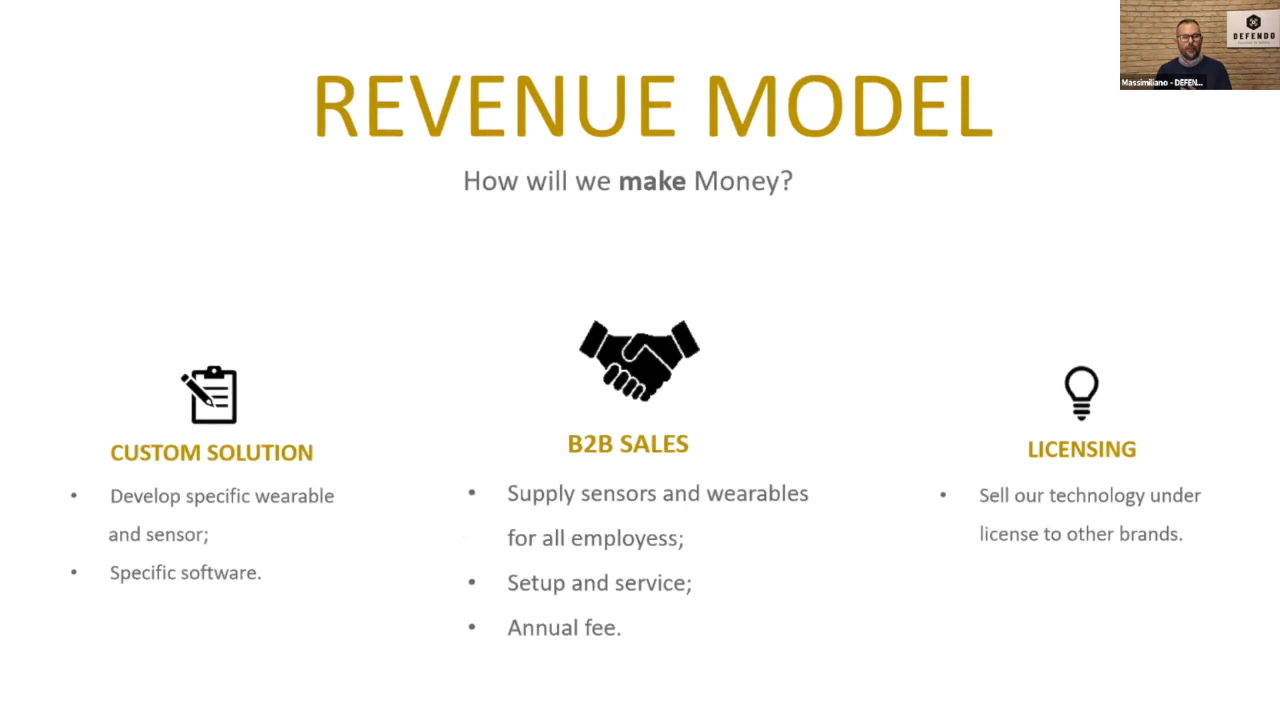 DEFENDO
Massimiliano - DEFEN...
REVENUE MODEL
How will we make Money?
CUSTOM SOLUTION
• Develop specific wearable
and sensor;
• Specific software.
B2B SALES
• Supply sensors and wearables
for all employess;
• Setup and service;
• Annual fee.
LICENSING
• Sell our technology under
license to other brands.